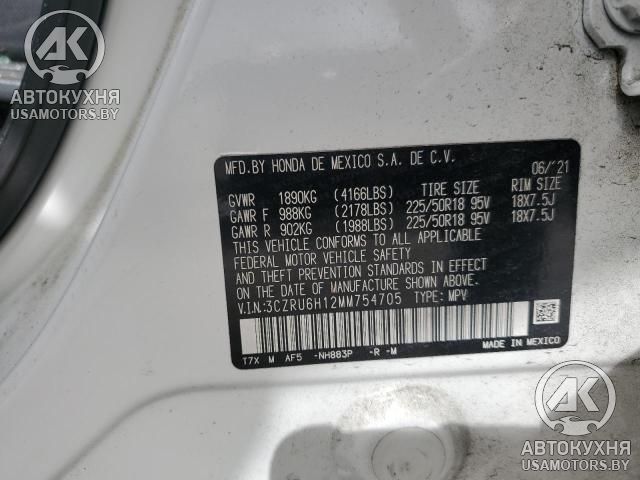 AK
АВТОКУХНЯ
USAMOTORS.BY
MFD.BY HONDA DE MEXICO S.A. DE C.V. 06/'21
TIRE SIZE RIM SIZE
GVWR 1890KG (4166LBS)
GAWR F 988KG (2178LBS) 225/50R18 95V 18X7.5J
GAWR R 902KG (1988LBS) 225/50R18 95V 18X7.5J
THIS VEHICLE CONFORMS TO ALL APPLICABLE
FEDERAL MOTOR VEHICLE SAFETY
AND THEFT PREVENTION STANDARDS IN EFFECT
ON THE DATE OF MANUFACTURE SHOWN ABOVE.
V.I.N.:3CZRU6H12MM754705 TYPE: MPV
T7X M AF5 -NH883P -R -M MADE IN MEXICO
AK
АВТОКУХНЯ
USAMOTORS.BY